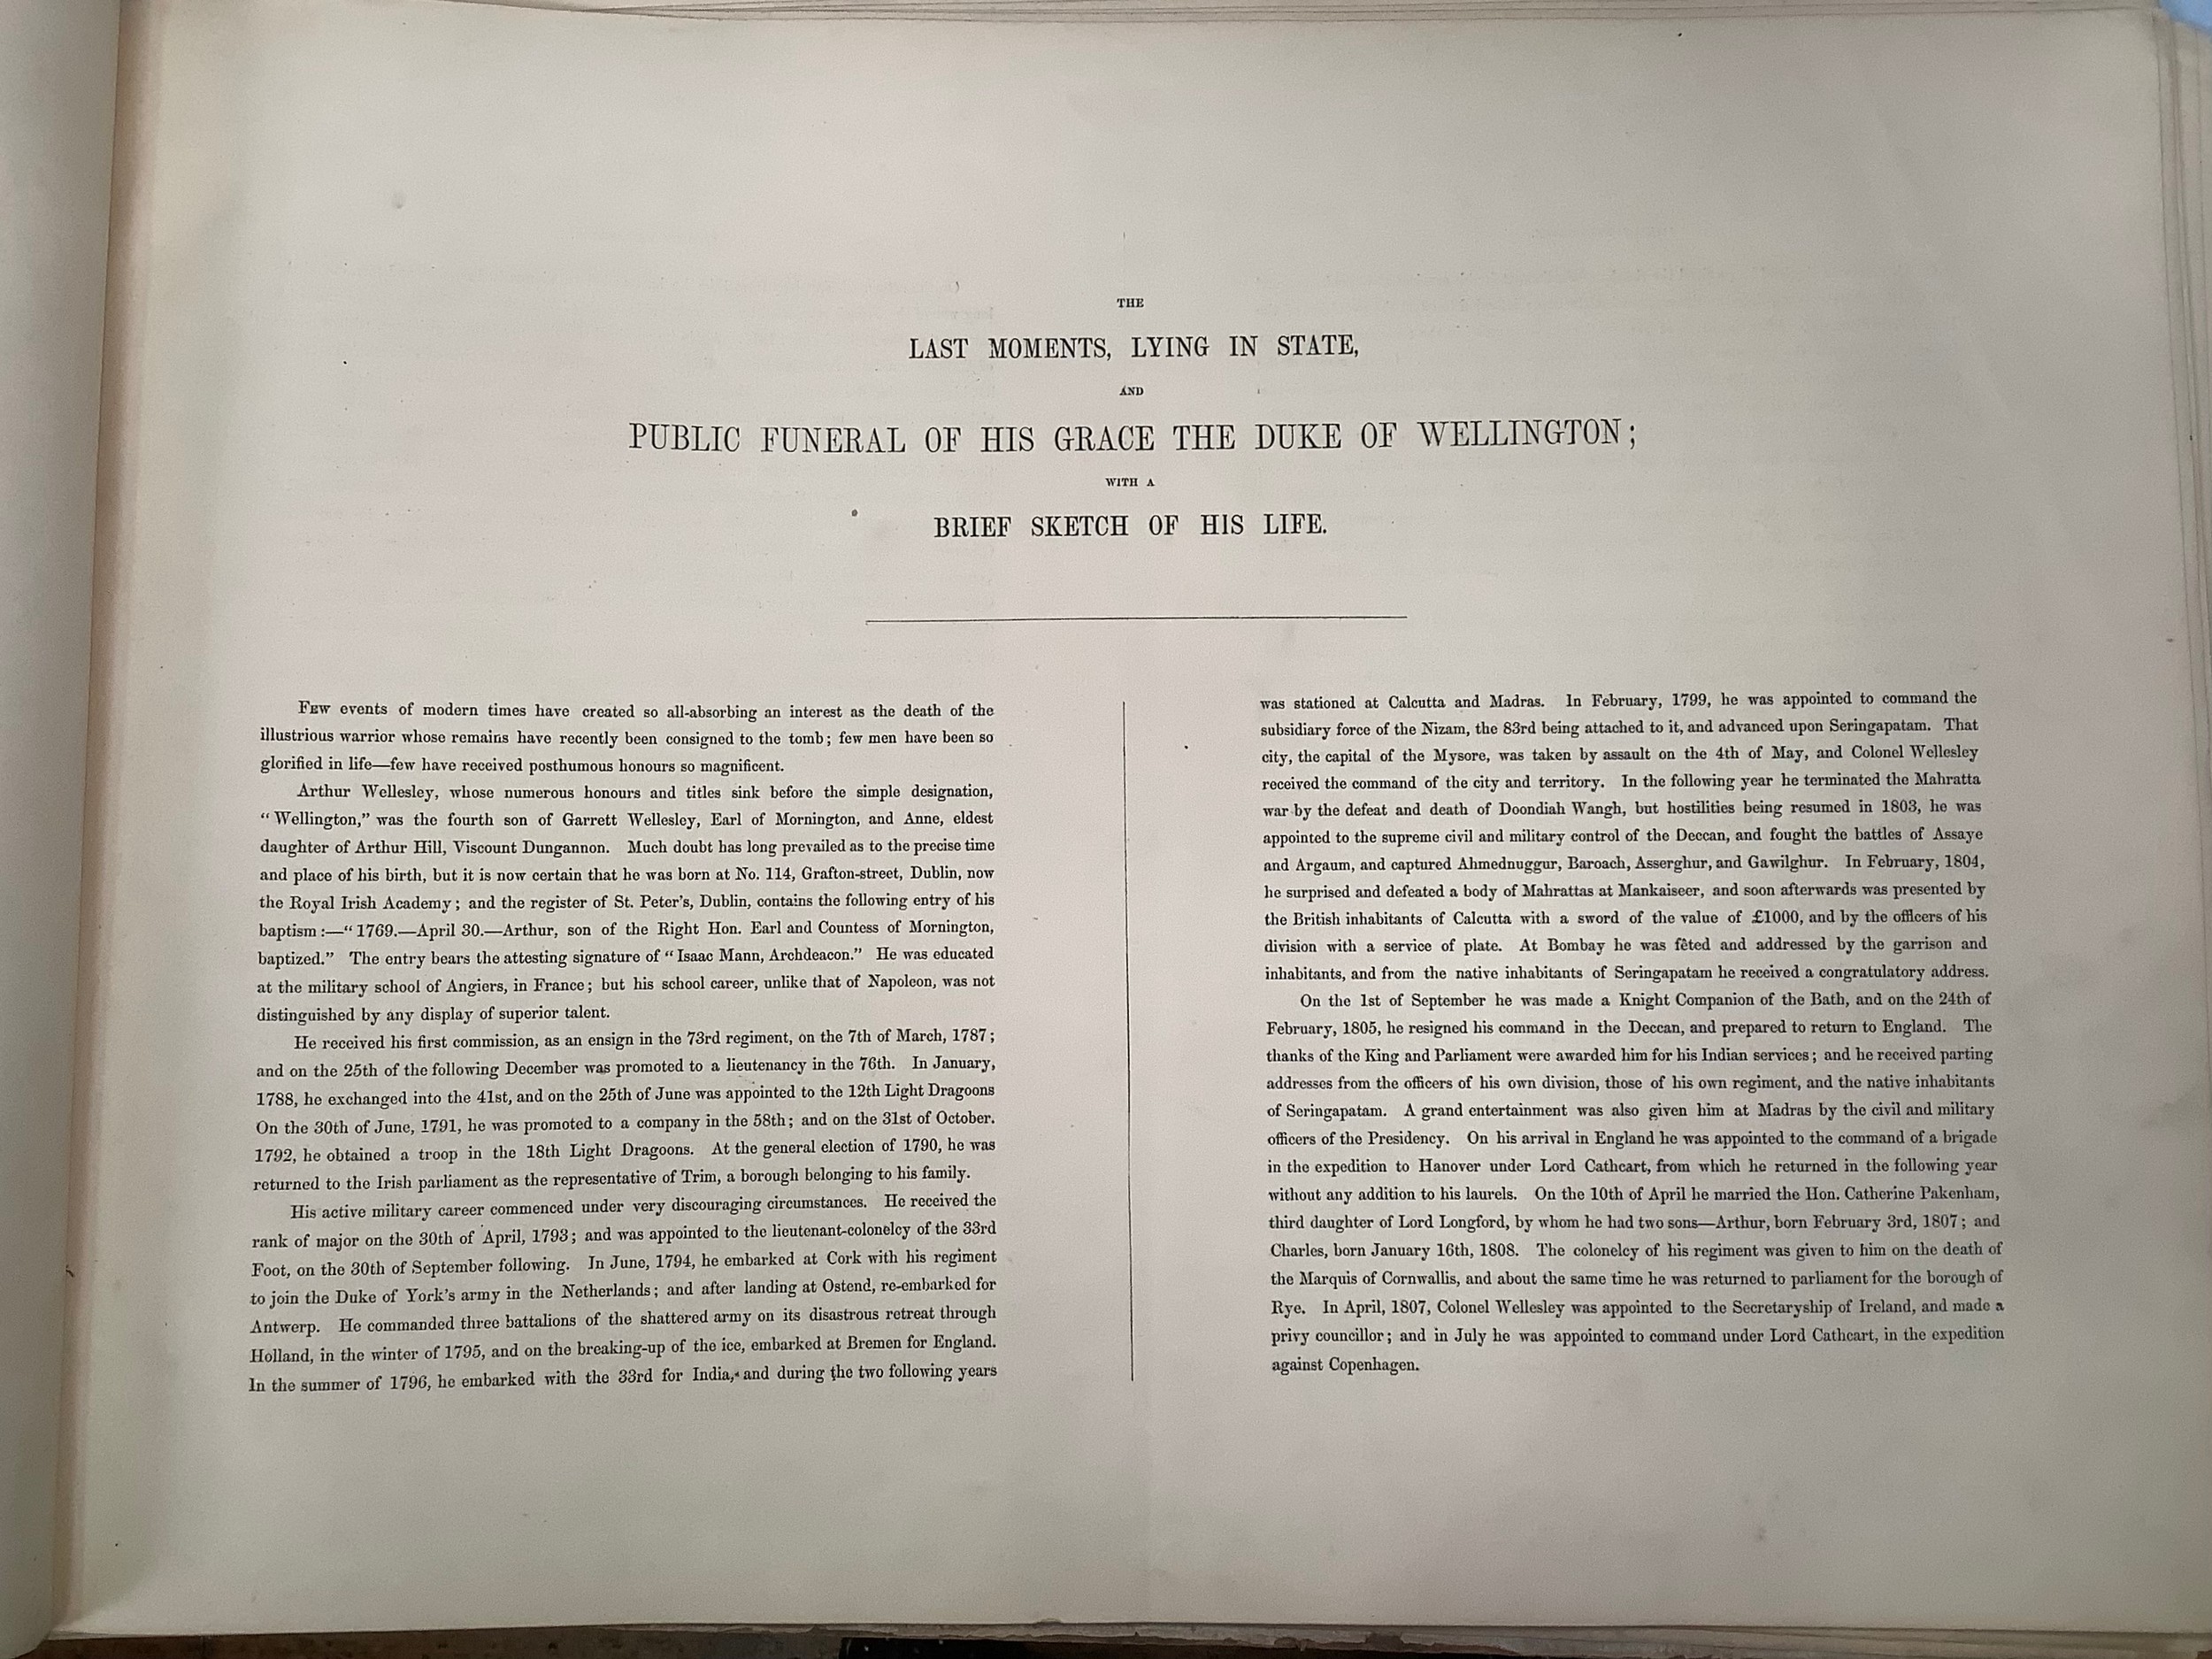 THE
LAST MOMENTS, LYING IN STATE,
AND
PUBLIC FUNERAL OF HIS GRACE THE DUKE OF WELLINGTON;
WITH A
BRIEF SKETCH OF HIS LIFE.
FEW events of modern times have created so all-absorbing an interest as the death of the
illustrious warrior whose remains have recently been consigned to the tomb; few men have been so
glorified in life—few have received posthumous honours so magnificent.
Arthur Wellesley, whose numerous honours and titles sink before the simple designation,
"Wellington," was the fourth son of Garrett Wellesley, Earl of Mornington, and Anne, eldest
daughter of Arthur Hill, Viscount Dungannon. Much doubt has long prevailed as to the precise time
and place of his birth, but it is now certain that he was born at No. 114, Grafton-street, Dublin, now
the Royal Irish Academy; and the register of St. Peter's, Dublin, contains the following entry of his
baptism:—"1769.—April 30.—Arthur, son of the Right Hon. Earl and Countess of Mornington,
baptized." The entry bears the attesting signature of "Isaac Mann, Archdeacon." He was educated
at the military school of Angiers, in France; but his school career, unlike that of Napoleon, was not
distinguished by any display of superior talent.
He received his first commission, as an ensign in the 73rd regiment, on the 7th of March, 1787;
and on the 25th of the following December was promoted to a lieutenancy in the 76th. In January,
1788, he exchanged into the 41st, and on the 25th of June was appointed to the 12th Light Dragoons
On the 30th of June, 1791, he was promoted to a company in the 58th; and on the 31st of October.
1792, he obtained a troop in the 18th Light Dragoons. At the general election of 1790, he was
returned to the Irish parliament as the representative of Trim, a borough belonging to his family.
His active military career commenced under very discouraging circumstances. He received the
rank of major on the 30th of April, 1793; and was appointed to the lieutenant-colonelcy of the 33rd
Foot, on the 30th of September following. In June, 1794, he embarked at Cork with his regiment
to join the Duke of York's army in the Netherlands; and after landing at Ostend, re-embarked for
Antwerp. He commanded three battalions of the shattered army on its disastrous retreat through
Holland, in the winter of 1795, and on the breaking-up of the ice, embarked at Bremen for England.
In the summer of 1796, he embarked with the 33rd for India, and during the two following years
was stationed at Calcutta and Madras. In February, 1799, he was appointed to command the
subsidiary force of the Nizam, the 83rd being attached to it, and advanced upon Seringapatam. That
city, the capital of the Mysore, was taken by assault on the 4th of May, and Colonel Wellesley
received the command of the city and territory. In the following year he terminated the Mahratta
war by the defeat and death of Doondiah Wangh, but hostilities being resumed in 1803, he was
appointed to the supreme civil and military control of the Deccan, and fought the battles of Assaye
and Argaum, and captured Ahmednuggur, Baroach, Asserghur, and Gawilghur. In February, 1804,
he surprised and defeated a body of Mahrattas at Mankaiseer, and soon afterwards was presented by
the British inhabitants of Calcutta with a sword of the value of £1000, and by the officers of his
division with a service of plate. At Bombay he was fêted and addressed by the garrison and
inhabitants, and from the native inhabitants of Seringapatam he received a congratulatory address.
On the 1st of September he was made a Knight Companion of the Bath, and on the 24th of
February, 1805, he resigned his command in the Deccan, and prepared to return to England. The
thanks of the King and Parliament were awarded him for his Indian services; and he received parting
addresses from the officers of his own division, those of his own regiment, and the native inhabitants
of Seringapatam. A grand entertainment was also given him at Madras by the civil and military
officers of the Presidency. On his arrival in England he was appointed to the command of a brigade
in the expedition to Hanover under Lord Cathcart, from which he returned in the following year
without any addition to his laurels. On the 10th of April he married the Hon. Catherine Pakenham,
third daughter of Lord Longford, by whom he had two sons—Arthur, born February 3rd, 1807; and
Charles, born January 16th, 1808. The colonelcy of his regiment was given to him on the death of
the Marquis of Cornwallis, and about the same time he was returned to parliament for the borough of
Rye. In April, 1807, Colonel Wellesley was appointed to the Secretaryship of Ireland, and made a
privy councillor; and in July he was appointed to command under Lord Cathcart, in the expedition
against Copenhagen.